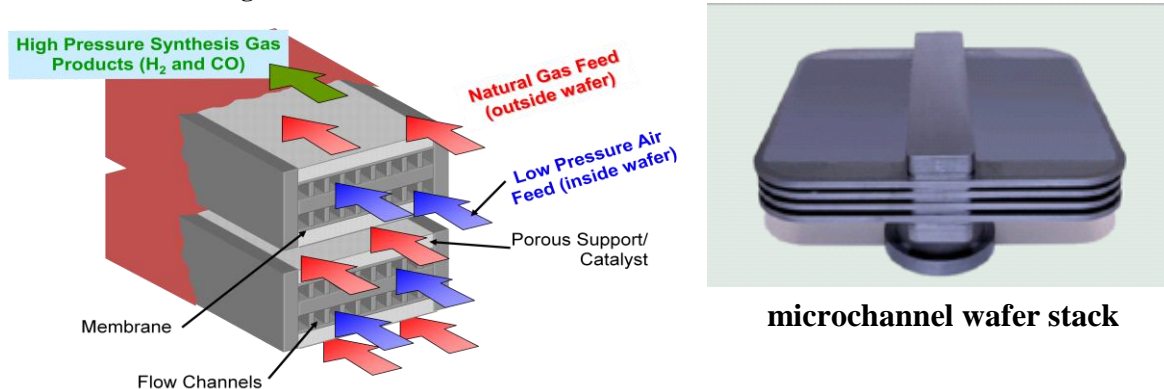 High Pressure Synthesis Gas
Products (H₂ and CO)
Natural Gas Feed
(outside wafer)
Low Pressure Air
Feed (inside wafer)
Porous Support/
Catalyst
Membrane
Flow Channels
microchannel wafer stack